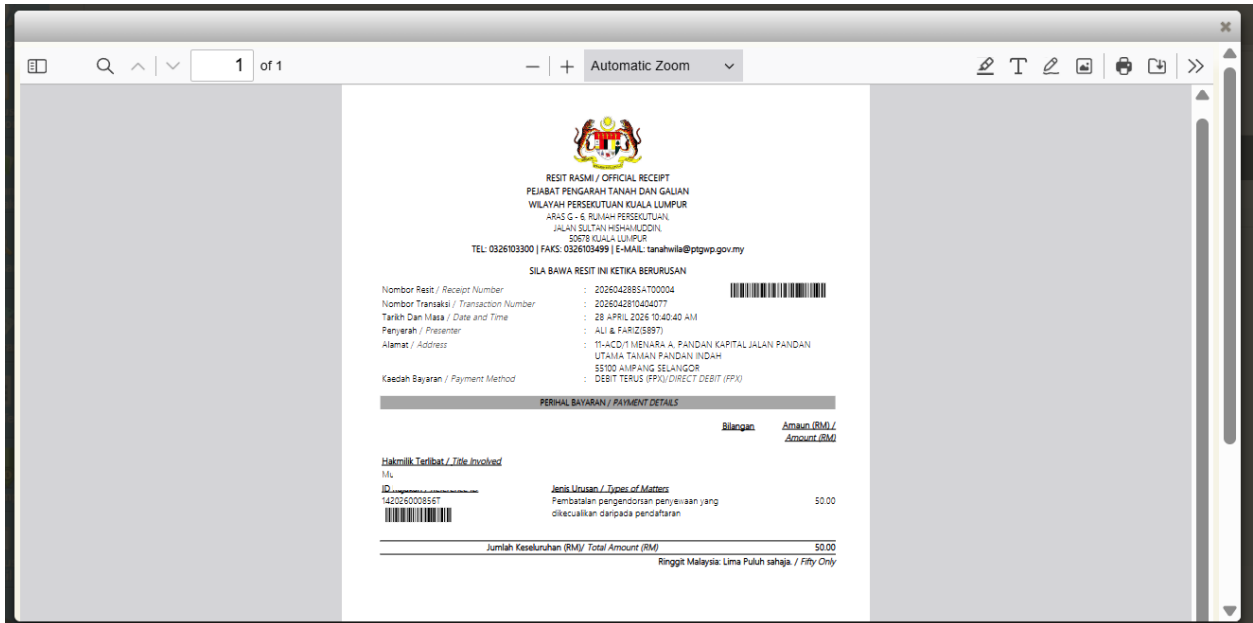 1 of 1
Automatic Zoom
RESIT RASMI / OFFICIAL RECEIPT
PEJABAT PENGARAH TANAH DAN GALIAN
WILAYAH PERSEKUTUAN KUALA LUMPUR
ARAS G - 6, RUMAH PERSEKUTUAN,
JALAN SULTAN HISHAMUDDIN,
50678 KUALA LUMPUR
TEL: 0326103300 | FAKS: 0326103499 | E-MAIL: tanahwila@ptgwp.gov.my
SILA BAWA RESIT INI KETIKA BERURUSAN
Nombor Resit / Receipt Number : 20260428BSAT00004
Nombor Transaksi / Transaction Number : 2026042810404077
Tarikh Dan Masa / Date and Time : 28 APRIL 2026 10:40:40 AM
Penyerah / Presenter : ALI & FARIZ(5897)
Alamat / Address : 11-ACD/1 MENARA A, PANDAN KAPITAL JALAN PANDAN
UTAMA TAMAN PANDAN INDAH
55100 AMPANG SELANGOR
Kaedah Bayaran / Payment Method : DEBIT TERUS (FPX)/DIRECT DEBIT (FPX)
PERIHAL BAYARAN / PAYMENT DETAILS
Bilangan Amaun (RM) /
Amount (RM)
Hakmilik Terlibat / Title Involved
ID
Jenis Urusan / Types of Matters
142026000856T Pembatalan pengendorsan penyewaan yang 50.00
dikecualikan daripada pendaftaran
Jumlah Keseluruhan (RM)/ Total Amount (RM) 50.00
Ringgit Malaysia: Lima Puluh sahaja. / Fifty Only